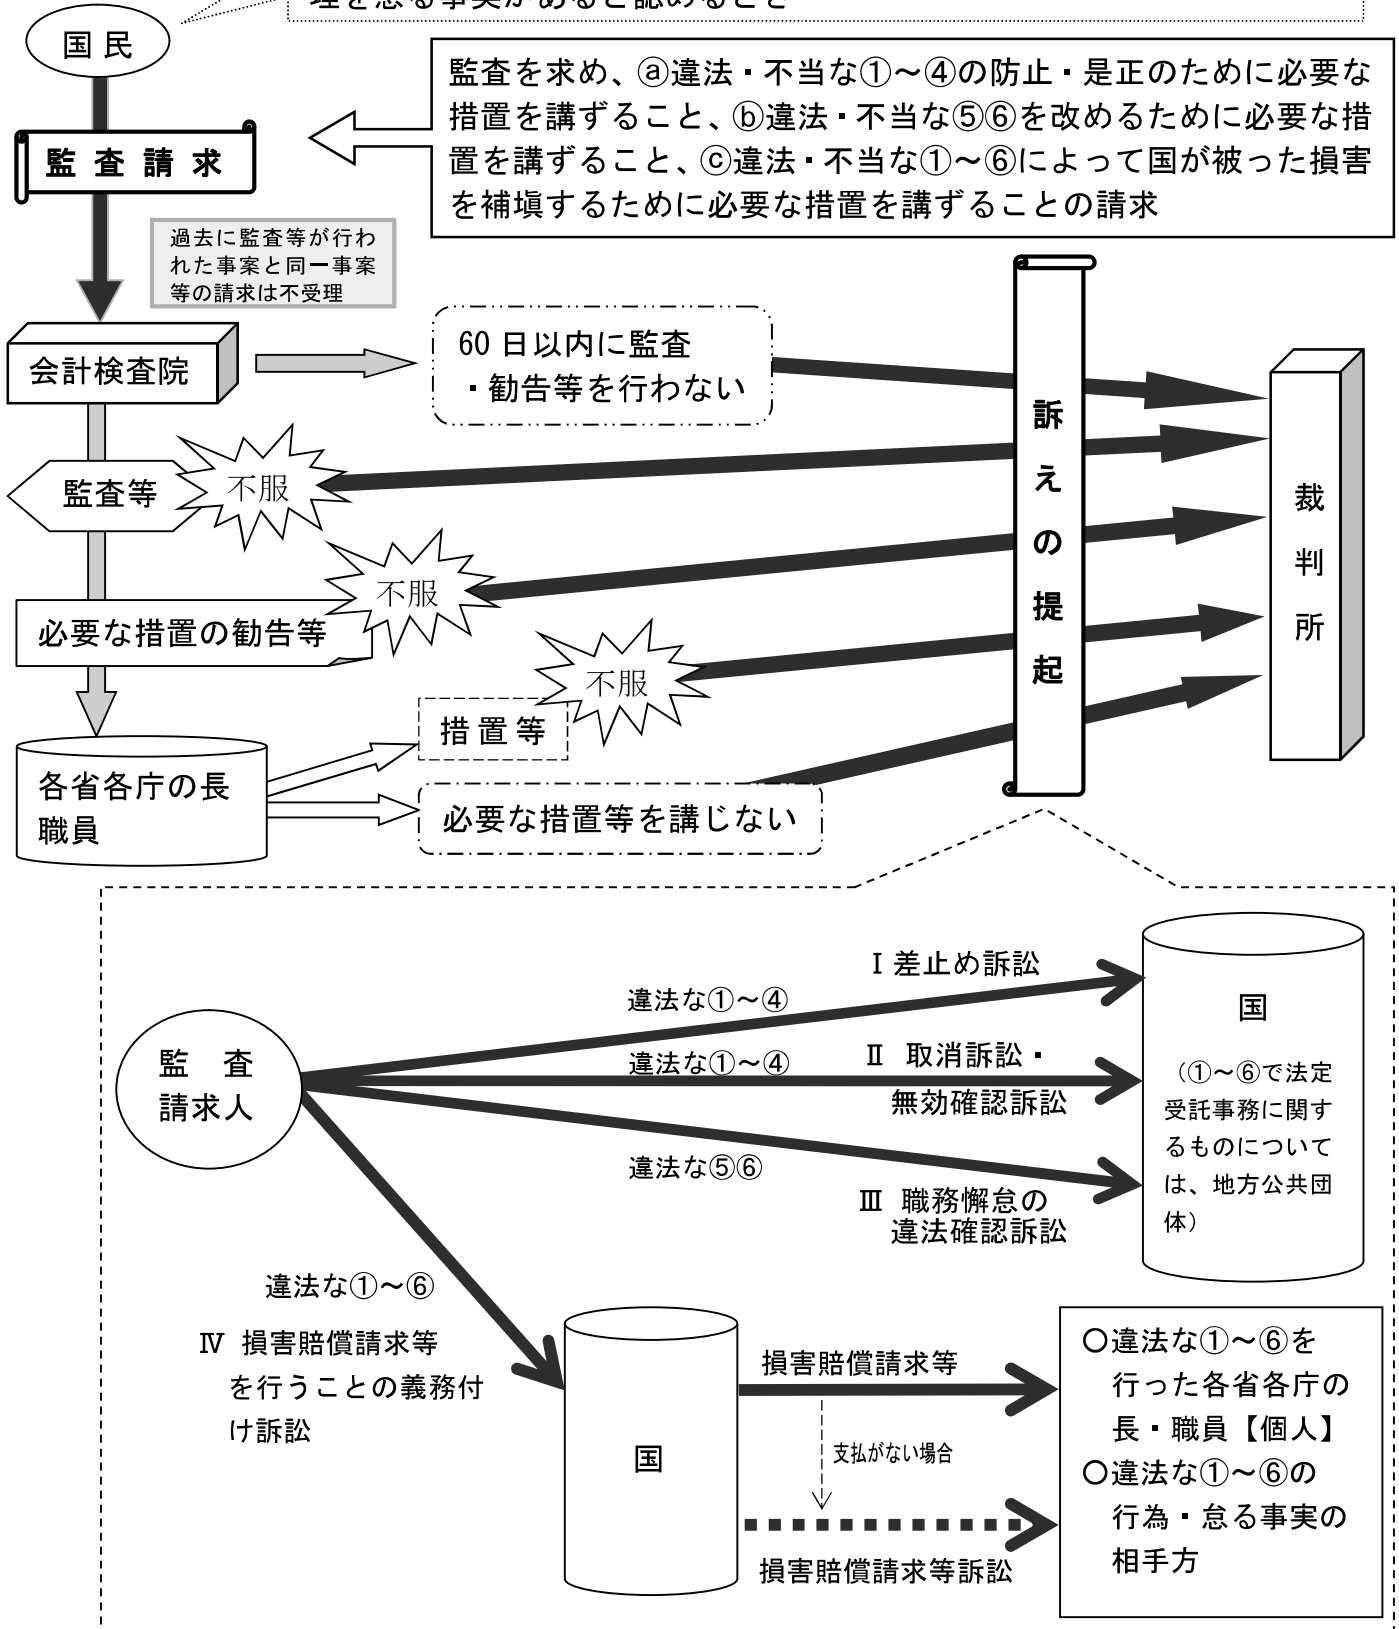 理を怠る事実があると認めるとき
国民
監査を求め、ⓐ違法・不当な①～④の防止・是正のために必要な
措置を講ずること、ⓑ違法・不当な⑤⑥を改めるために必要な措
置を講ずること、ⓒ違法・不当な①～⑥によって国が被った損害
を補塡するために必要な措置を講ずることの請求
監査請求
過去に監査等が行わ
れた事案と同一事案
等の請求は不受理
会計検査院
60日以内に監査
・勧告等を行わない
訴えの提起
裁判所
監査等
不服
不服
必要な措置の勧告等
不服
措置等
各省各庁の長
職員
必要な措置等を講じない
Ⅰ差止め訴訟
違法な①～④
国
監 査
請求人
違法な①～④
Ⅱ 取消訴訟・
無効確認訴訟
（①～⑥で法定
受託事務に関す
るものについて
は、地方公共団
体）
違法な⑤⑥
Ⅲ 職務懈怠の
違法確認訴訟
違法な①～⑥
Ⅳ 損害賠償請求等
を行うことの義務付
け訴訟
国
損害賠償請求等
支払がない場合
損害賠償請求等訴訟
〇違法な①～⑥を
行った各省各庁の
長・職員【個人】
〇違法な①～⑥の
行為・怠る事実の
相手方